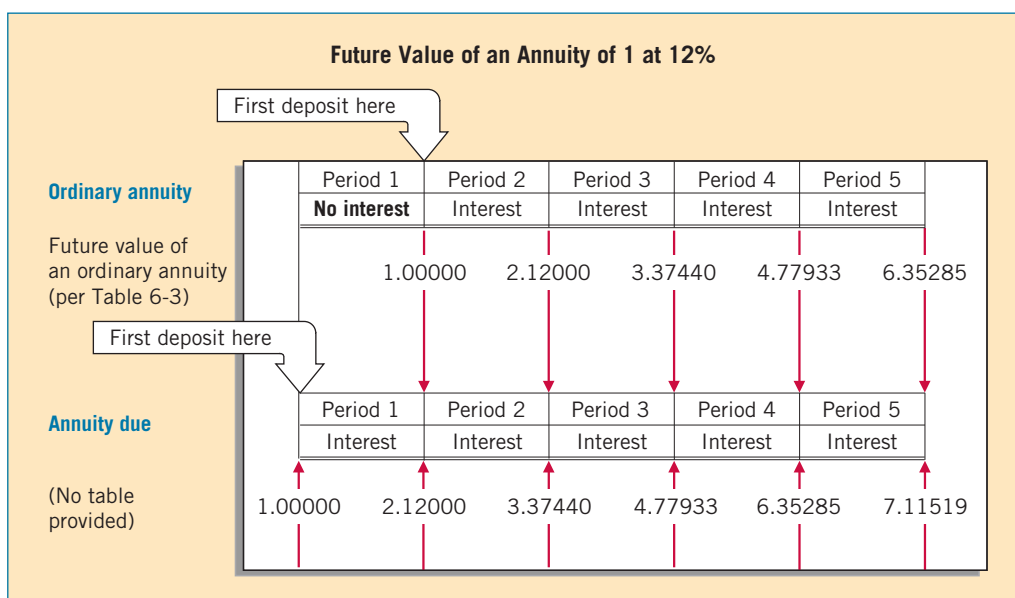 Future Value of an Annuity of 1 at 12%
First deposit here
Ordinary annuity
Period 1 Period 2 Period 3 Period 4 Period 5
No interest Interest Interest Interest Interest
Future value of
an ordinary annuity
(per Table 6-3)
1.00000 2.12000 3.37440 4.77933 6.35285
First deposit here
Annuity due
Period 1 Period 2 Period 3 Period 4 Period 5
Interest Interest Interest Interest Interest
(No table
provided)
1.00000 2.12000 3.37440 4.77933 6.35285 7.11519